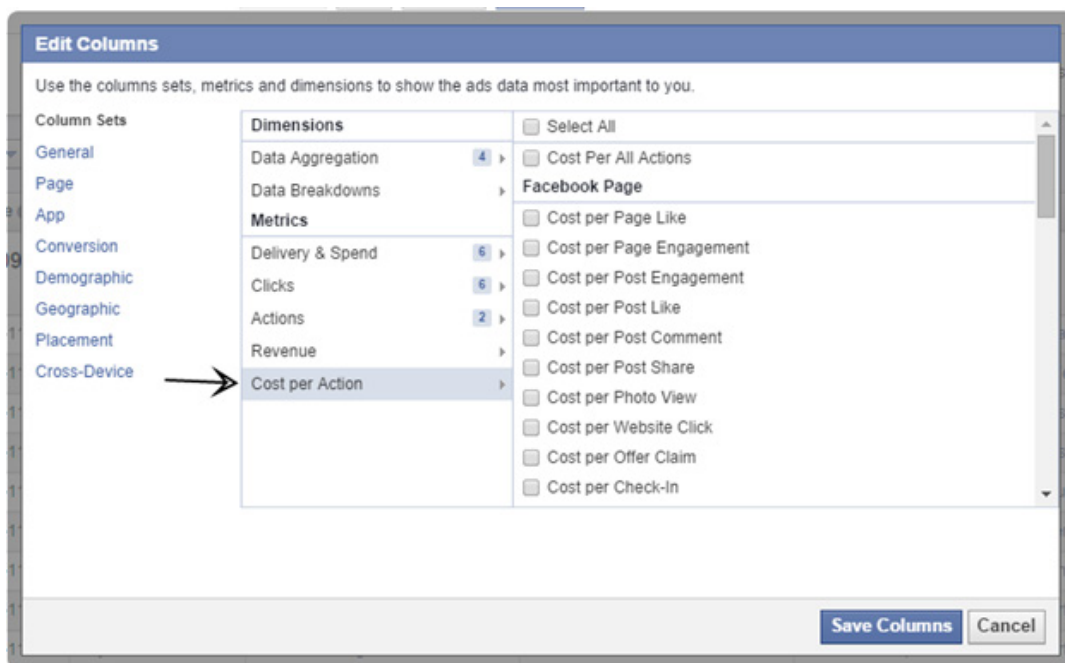 Edit Columns
Use the columns sets, metrics and dimensions to show the ads data most important to you.
Column Sets
General
Page
App
Conversion
Demographic
Geographic
Placement
Cross-Device
Dimensions
Data Aggregation 4
Data Breakdowns
Metrics
Delivery & Spend 6
Clicks 6
Actions 2
Revenue
Cost per Action
Select All
Cost Per All Actions
Facebook Page
Cost per Page Like
Cost per Page Engagement
Cost per Post Engagement
Cost per Post Like
Cost per Post Comment
Cost per Post Share
Cost per Photo View
Cost per Website Click
Cost per Offer Claim
Cost per Check-In
Save Columns
Cancel